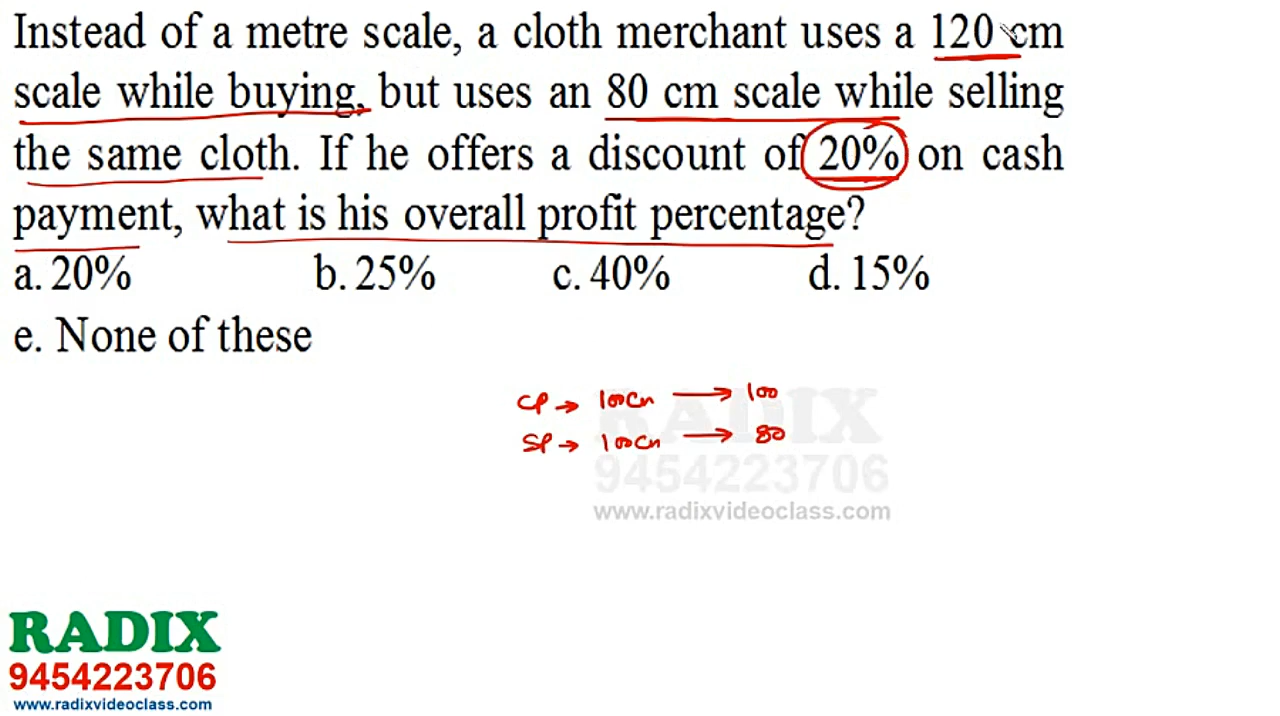 Instead of a metre scale, a cloth merchant uses a 120 cm
scale while buying, but uses an 80 cm scale while selling
the same cloth. If he offers a discount of 20% on cash
payment, what is his overall profit percentage?
a. 20% b. 25% c. 40% d. 15%
e. None of these
CP → 100cm → 100
SP → 100cm → 80
RADIX
9454223706
www.radixvideoclass.com
RADIX
9454223706
www.radixvideoclass.com